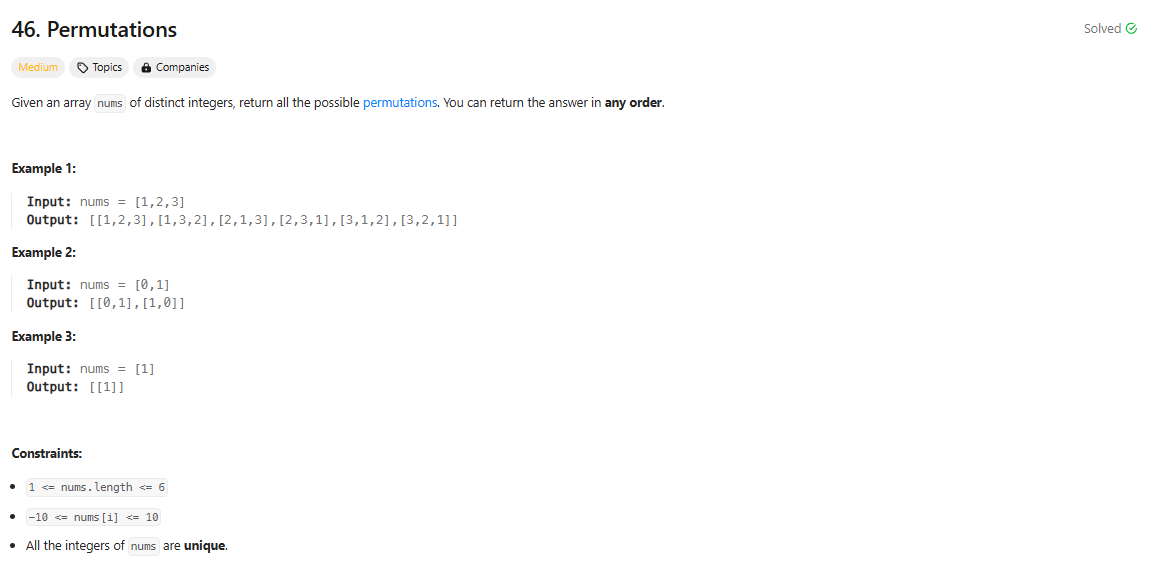 46. Permutations
Solved
Medium
Topics
Companies
Given an array nums of distinct integers, return all the possible permutations. You can return the answer in any order.
Example 1:
Input: nums = [1,2,3]
Output: [[1,2,3],[1,3,2],[2,1,3],[2,3,1],[3,1,2],[3,2,1]]
Example 2:
Input: nums = [0,1]
Output: [[0,1],[1,0]]
Example 3:
Input: nums = [1]
Output: [[1]]
Constraints:
1 <= nums.length <= 6
-10 <= nums[i] <= 10
All the integers of nums are unique.